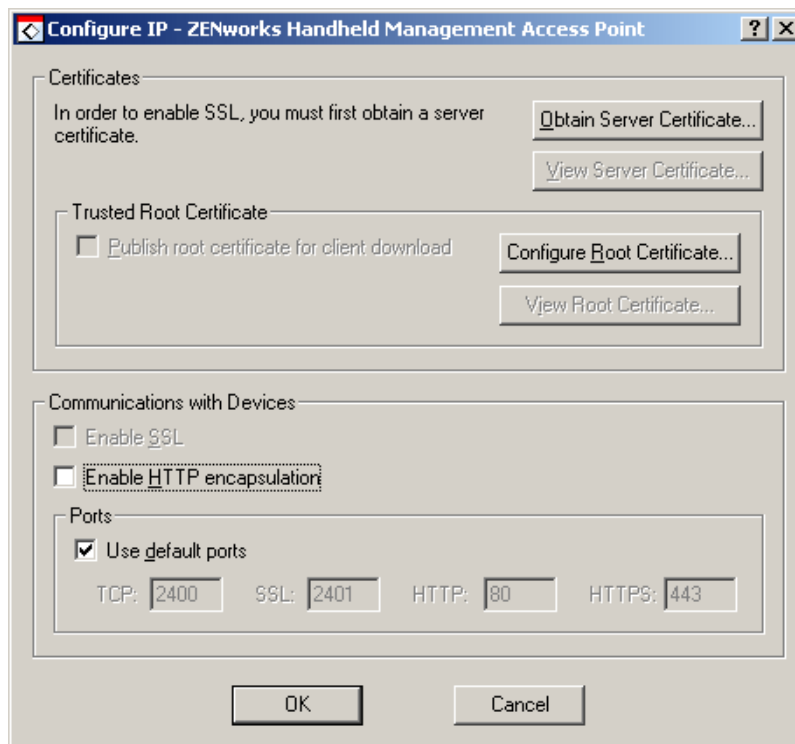 Configure IP - ZENworks Handheld Management Access Point
Certificates
In order to enable SSL, you must first obtain a server
certificate.
Obtain Server Certificate...
View Server Certificate...
Trusted Root Certificate
Publish root certificate for client download
Configure Root Certificate...
View Root Certificate...
Communications with Devices
Enable SSL
Enable HTTP encapsulation
Ports
Use default ports
TCP: 2400 SSL: 2401 HTTP: 80 HTTPS: 443
OK Cancel